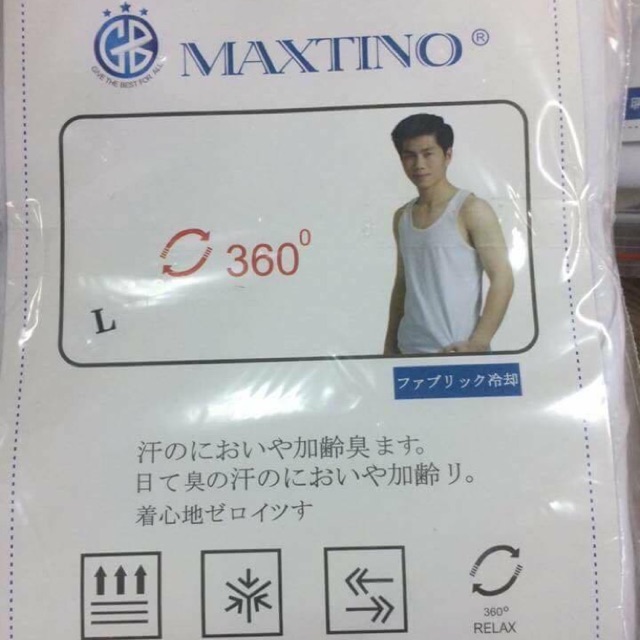 GIVE THE BEST FOR ALL
MAXTINO®
360⁰
L
ファブリック冷却
汗のにおいや加齢臭ます。
日て臭の汗のにおいや加齢リ。
着心地ゼロイツす
360°
RELAX